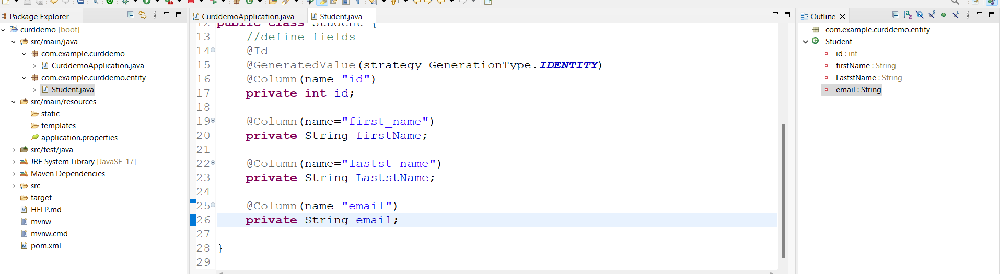 Package Explorer
curddemo [boot]
src/main/java
com.example.curddemo
CurddemoApplication.java
com.example.curddemo.entity
Student.java
src/main/resources
static
templates
application.properties
src/test/java
JRE System Library [JavaSE-17]
Maven Dependencies
src
target
HELP.md
mvnw
mvnw.cmd
pom.xml
CurddemoApplication.java
Student.java
12 public class Student {
13 //define fields
14 @Id
15 @GeneratedValue(strategy=GenerationType.IDENTITY)
16 @Column(name="id")
17 private int id;
18
19 @Column(name="first_name")
20 private String firstName;
21
22 @Column(name="lastst_name")
23 private String LaststName;
24
25 @Column(name="email")
26 private String email;
27
28 }
29
Outline
com.example.curddemo.entity
Student
id : int
firstName : String
LaststName : String
email : String